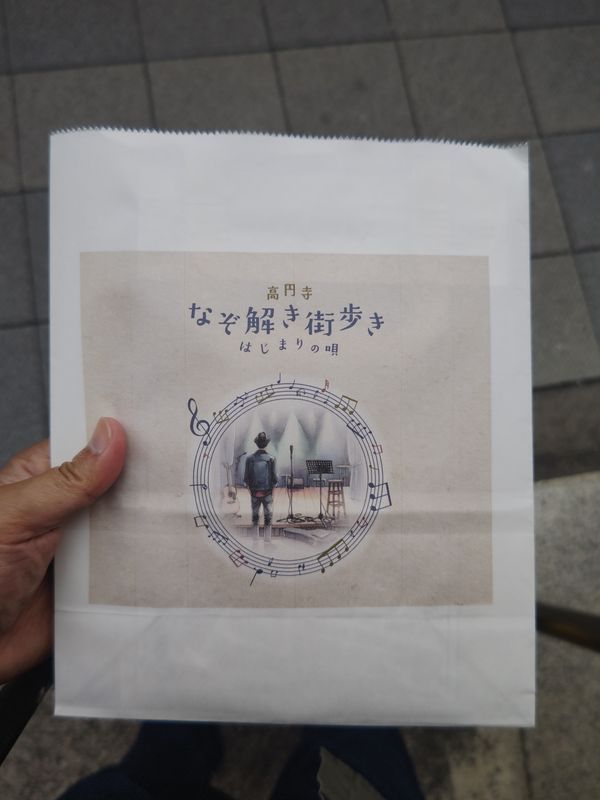 高円寺
なぞ解き街歩き
はじまりの唄